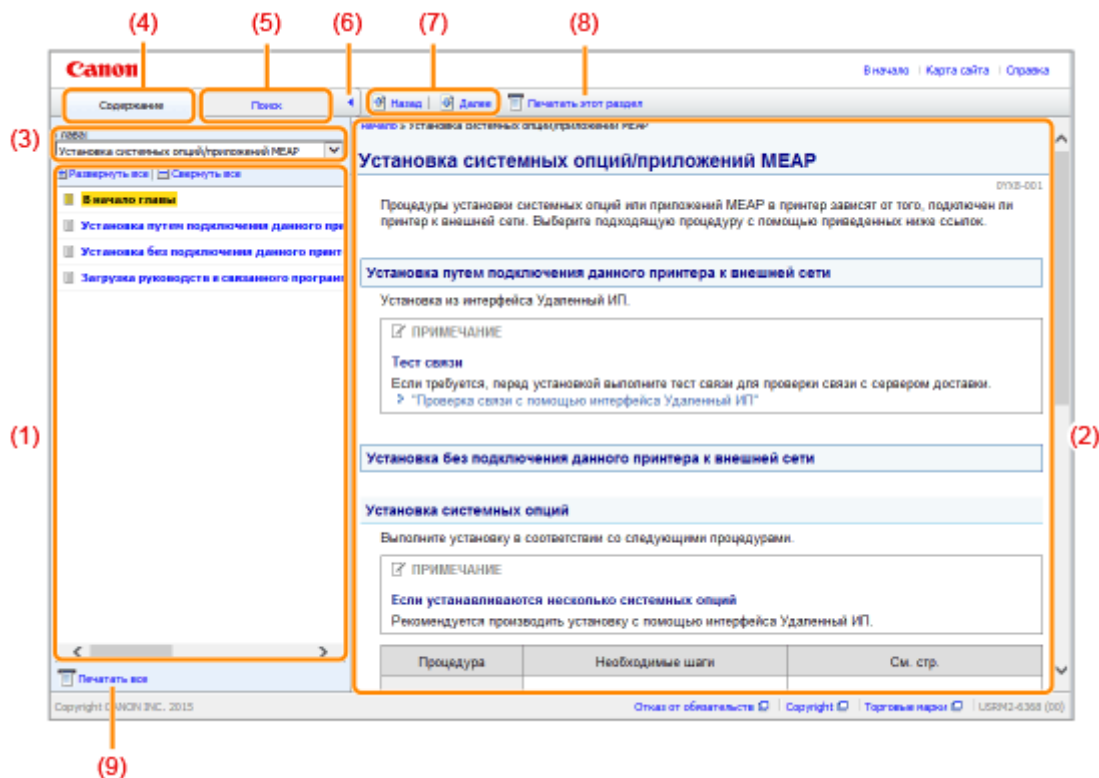 (4) (5) (6) (7) (8)
Canon
В начало | Карта сайта | Справка
Содержание Поиск Назад | Далее Печатать этот раздел
(3)
Глава:
Установка системных опций/приложений MEAP
Развернуть все | Свернуть все
В начало главы
Установка путем подключения данного при
Установка без подключения данного принт
Загрузка руководств и связанного програм
(1)
Печатать все
Начало > Установка системных опций/приложений MEAP
Установка системных опций/приложений MEAP
0YXB-001
Процедуры установки системных опций или приложений MEAP в принтер зависят от того, подключен ли
принтер к внешней сети. Выберите подходящую процедуру с помощью приведенных ниже ссылок.
Установка путем подключения данного принтера к внешней сети
Установка из интерфейса Удаленный ИП.
ПРИМЕЧАНИЕ
Тест связи
Если требуется, перед установкой выполните тест связи для проверки связи с сервером доставки.
"Проверка связи с помощью интерфейса Удаленный ИП"
(2)
Установка без подключения данного принтера к внешней сети
Установка системных опций
Выполните установку в соответствии со следующими процедурами.
ПРИМЕЧАНИЕ
Если устанавливаются несколько системных опций
Рекомендуется производить установку с помощью интерфейса Удаленный ИП.
Процедура Необходимые шаги См. стр.
Copyright CANON INC. 2015
Отказ от обязательств | Copyright | Торговые марки | USRM2-6368 (00)
(9)